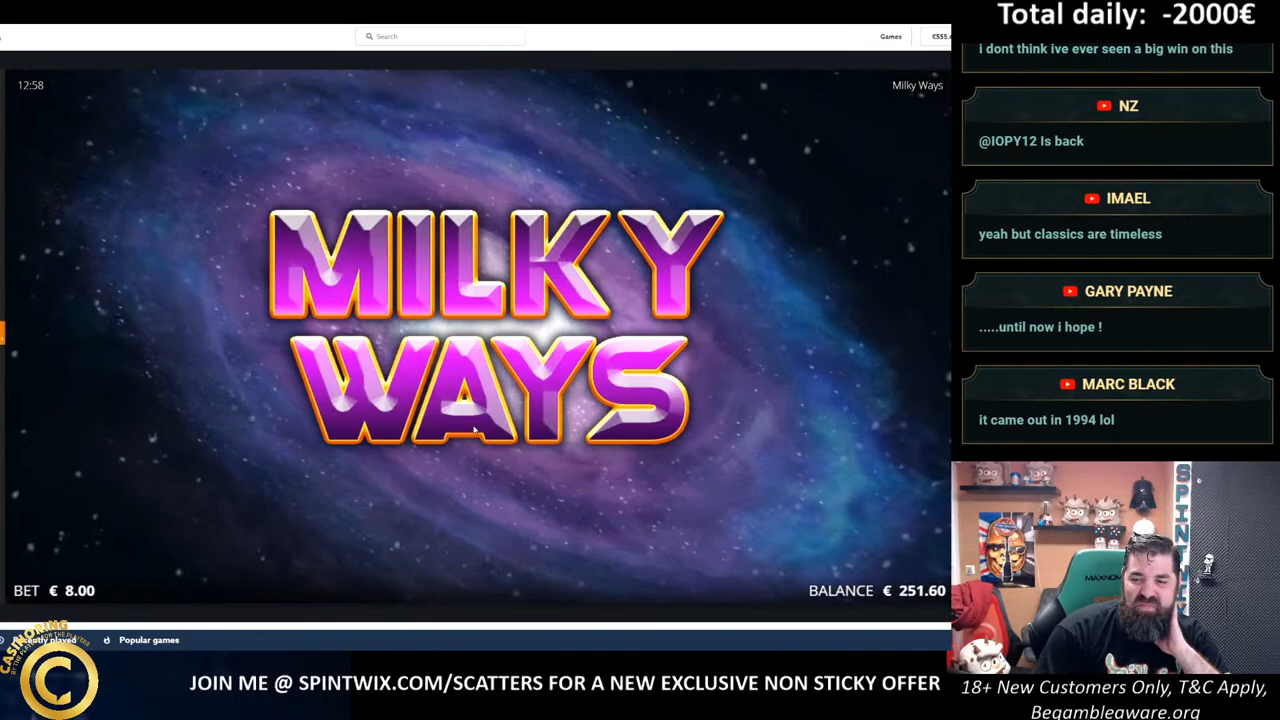 Total daily: -2000€
Search
Games
C555.
12:58
Milky Ways
MILKY
WAYS
BET € 8.00
BALANCE € 251.60
Popular games
CASINORING
C
JOIN ME @ SPINTWIX.COM/SCATTERS FOR A NEW EXCLUSIVE NON STICKY OFFER
i dont think ive ever seen a big win on this
NZ
@IOPY12 Is back
IMAEL
yeah but classics are timeless
GARY PAYNE
.....until now i hope !
MARC BLACK
it came out in 1994 lol
18+ New Customers Only, T&C Apply,
Begambleaware.org